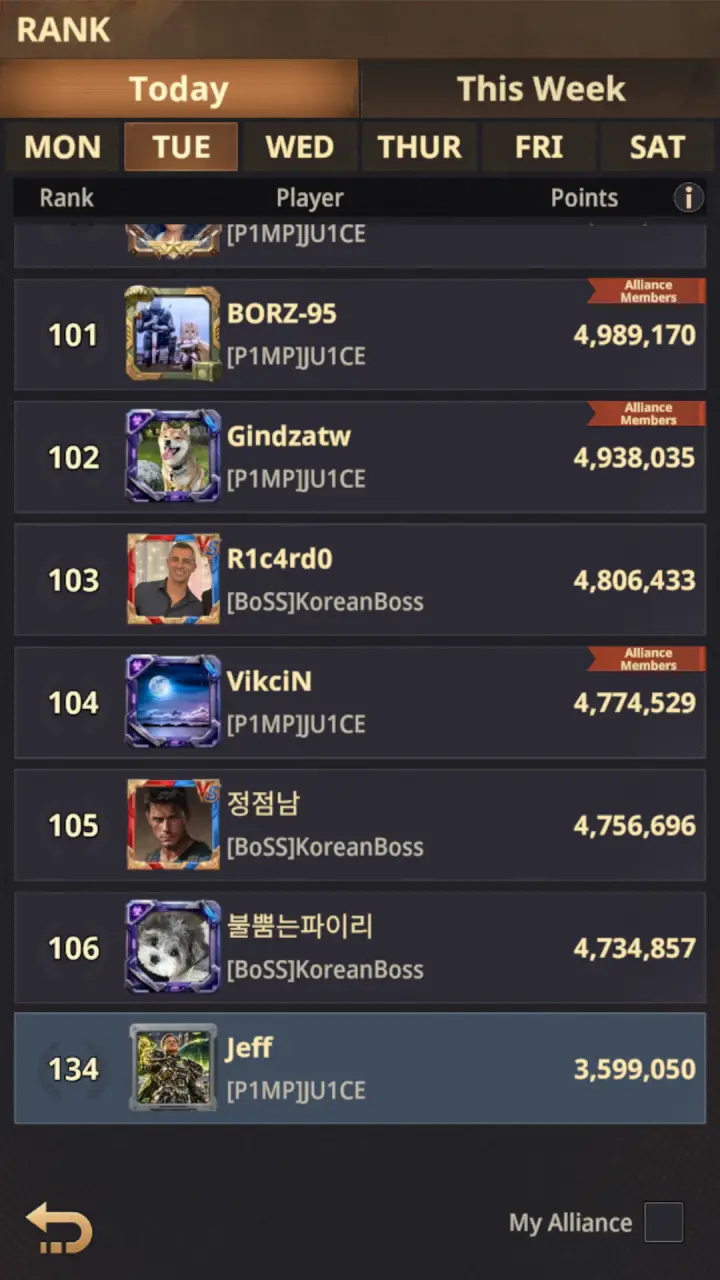 RANK
Today
This Week
MON
TUE
WED
THUR
FRI
SAT
Rank
Player
Points
[P1MP]JU1CE
Alliance
Members
101
BORZ-95
[P1MP]JU1CE
4,989,170
Alliance
Members
102
Gindzatw
[P1MP]JU1CE
4,938,035
103
R1c4rd0
[BoSS]KoreanBoss
4,806,433
Alliance
Members
104
VikciN
[P1MP]JU1CE
4,774,529
105
정점남
[BoSS]KoreanBoss
4,756,696
106
불뿜는파이리
[BoSS]KoreanBoss
4,734,857
134
Jeff
[P1MP]JU1CE
3,599,050
My Alliance